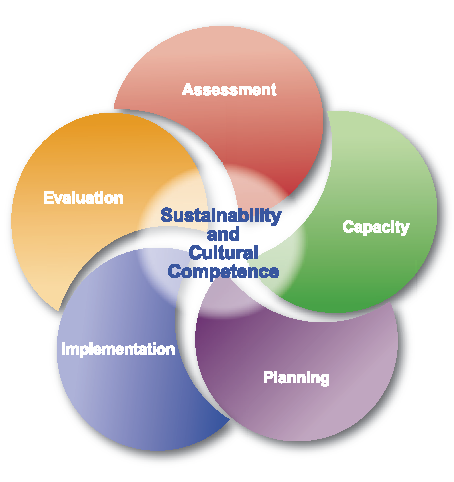 Assessment
Evaluation
Sustainability
and
Cultural
Competence
Capacity
Implementation
Planning